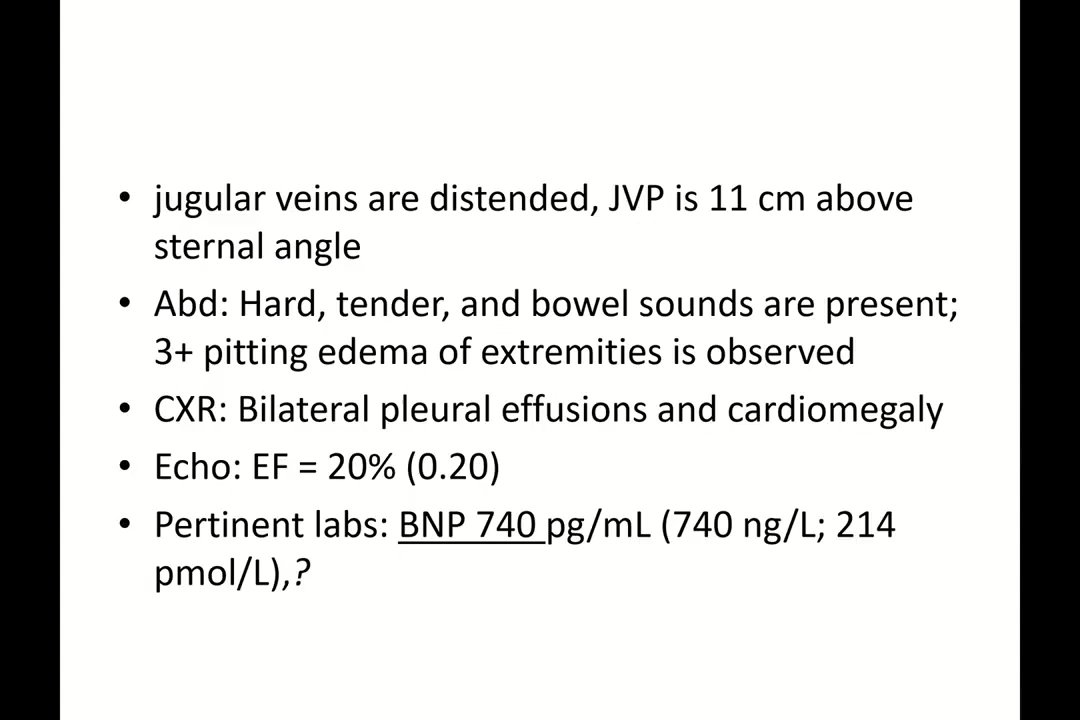 • jugular veins are distended, JVP is 11 cm above
sternal angle
• Abd: Hard, tender, and bowel sounds are present;
3+ pitting edema of extremities is observed
• CXR: Bilateral pleural effusions and cardiomegaly
• Echo: EF = 20% (0.20)
• Pertinent labs: BNP 740 pg/mL (740 ng/L; 214
pmol/L),?